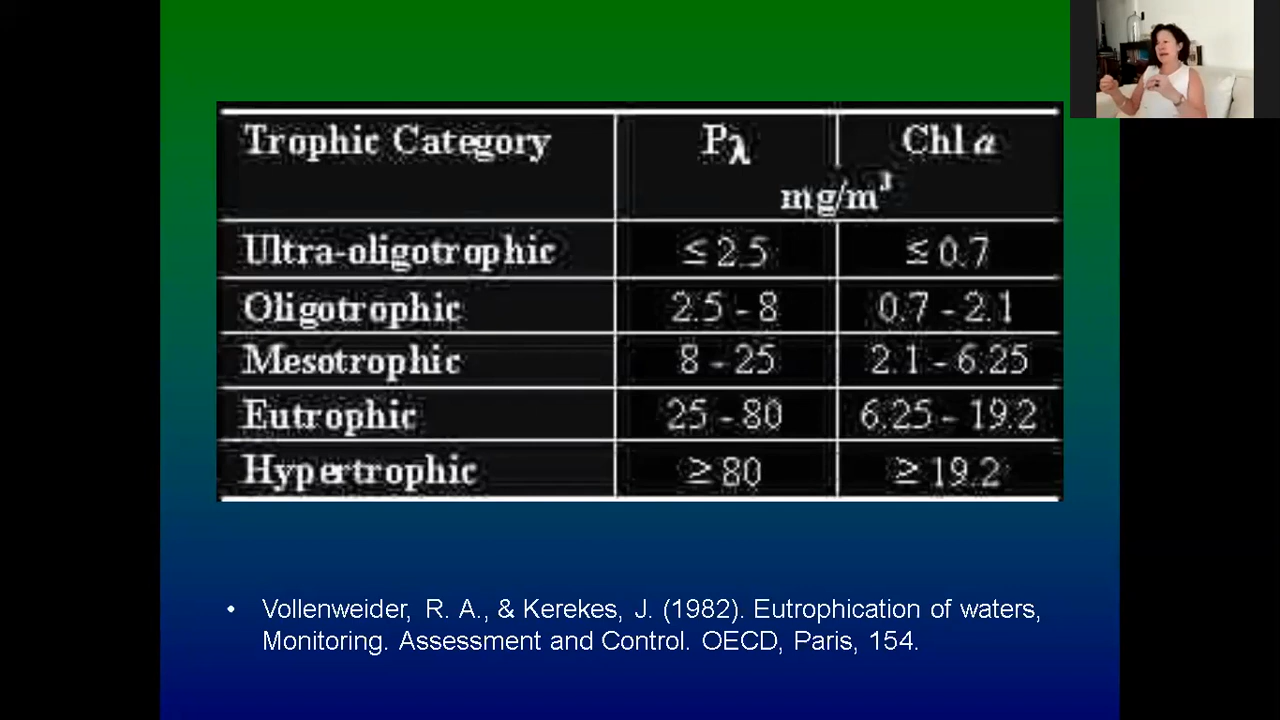 Trophic Category Pλ Chl a
mg/m³
Ultra-oligotrophic ≤ 2.5 ≤ 0.7
Oligotrophic 2.5 - 8 0.7 - 2.1
Mesotrophic 8 - 25 2.1 - 6.25
Eutrophic 25 - 80 6.25 - 19.2
Hypertrophic ≥ 80 ≥ 19.2
• Vollenweider, R. A., & Kerekes, J. (1982). Eutrophication of waters,
Monitoring. Assessment and Control. OECD, Paris, 154.